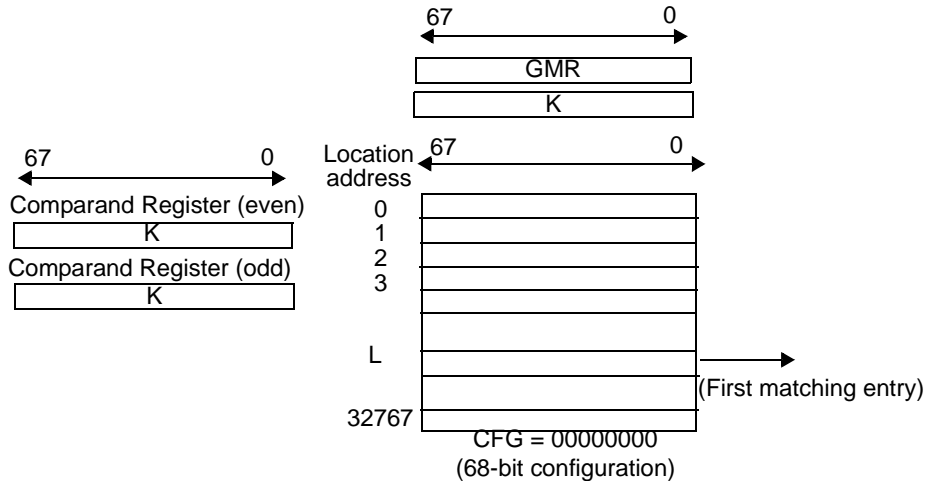 67 0
GMR
K
67 0
Location
address
67 0
Comparand Register (even)
K
Comparand Register (odd)
K
0
1
2
3
L
(First matching entry)
32767
CFG = 00000000
(68-bit configuration)